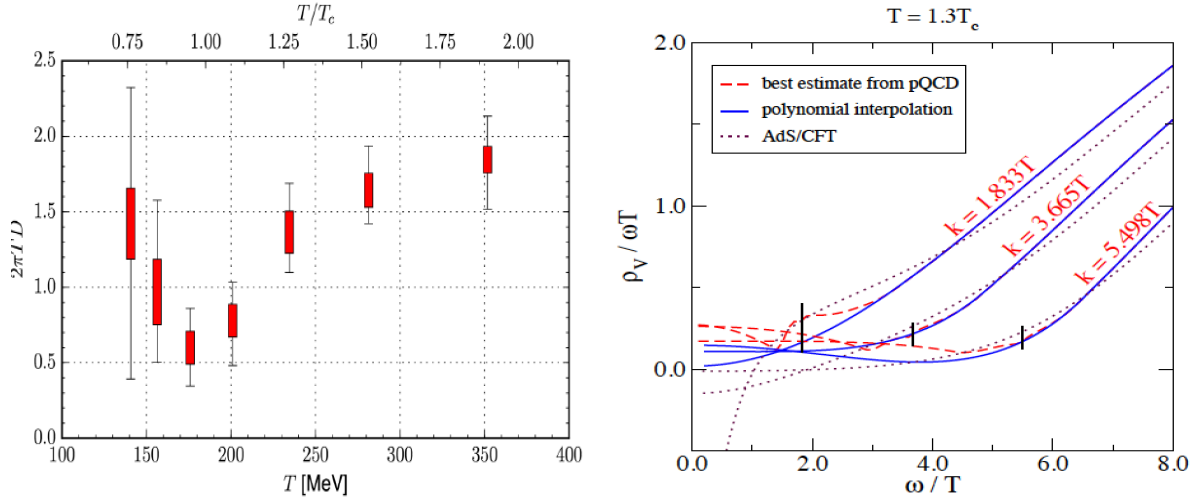 T/T_c
0.75 1.00 1.25 1.50 1.75 2.00
2.5
2.0
1.5
1.0
0.5
0.0
2πTD
100 150 200 250 300 350 400
T [MeV]
T = 1.3T_c
2.0
1.0
0.0
ρ_V / ωT
best estimate from pQCD
polynomial interpolation
AdS/CFT
k = 1.833T
k = 3.665T
k = 5.498T
0.0 2.0 4.0 6.0 8.0
ω / T